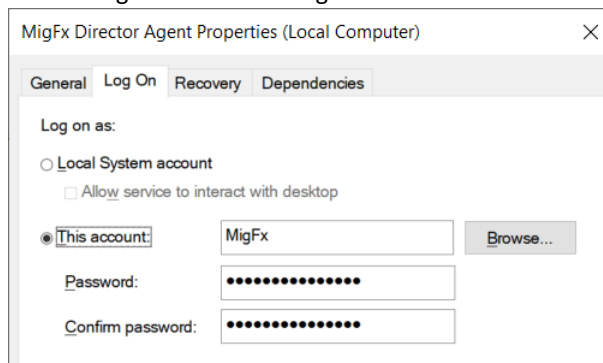 MigFx Director Agent Properties (Local Computer)
General Log On Recovery Dependencies
Log on as:
Local System account
Allow service to interact with desktop
This account: MigFx Browse...
Password: •••••••••••••••
Confirm password: •••••••••••••••